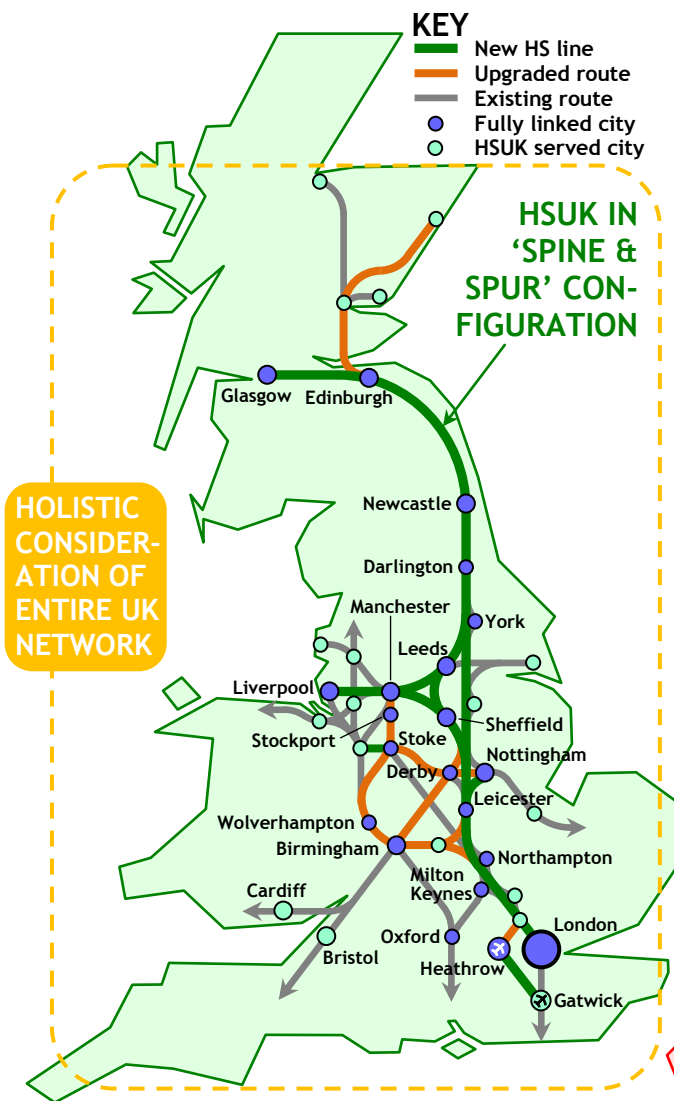 KEY
New HS line
Upgraded route
Existing route
Fully linked city
HSUK served city
HSUK IN
‘SPINE &
SPUR’ CON-
FIGURATION
Glasgow
Edinburgh
HOLISTIC
CONSIDER-
ATION OF
ENTIRE UK
NETWORK
Newcastle
Darlington
Manchester
York
Leeds
Liverpool
Sheffield
Stockport
Stoke
Nottingham
Derby
Leicester
Wolverhampton
Birmingham
Northampton
Milton
Keynes
Cardiff
London
Oxford
Bristol
Heathrow
Gatwick